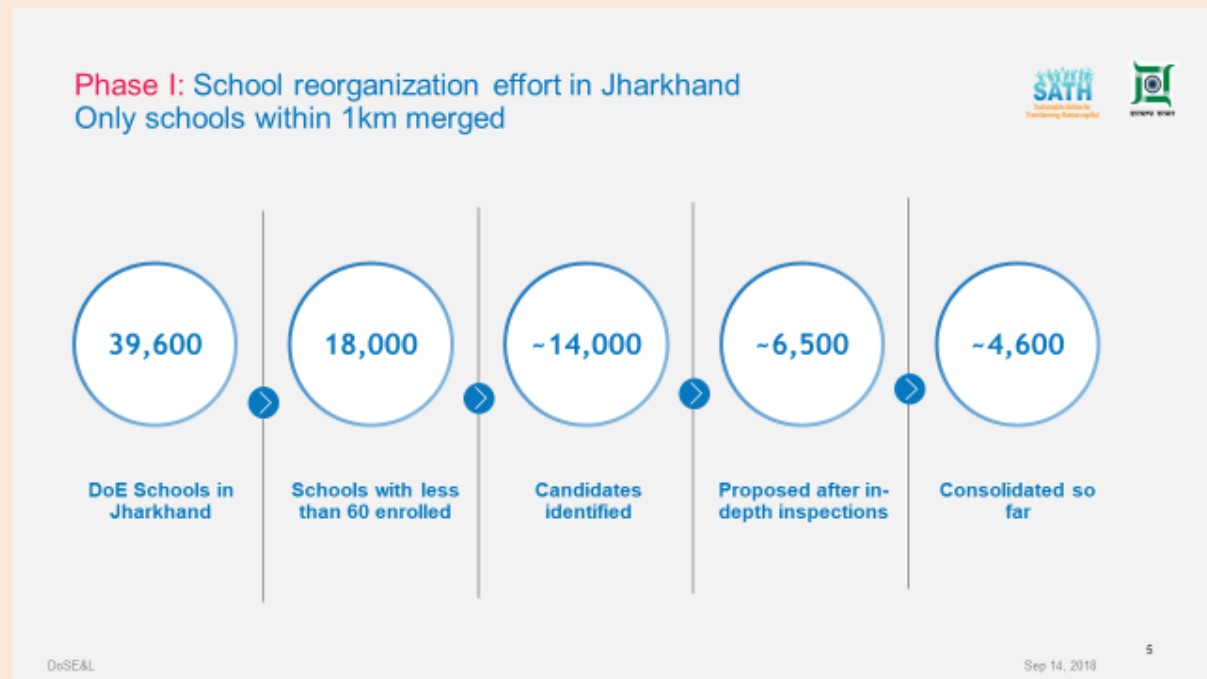 Phase I: School reorganization effort in Jharkhand
Only schools within 1km merged
SATH
39,600
18,000
~14,000
~6,500
~4,600
DoE Schools in
Jharkhand
Schools with less
than 60 enrolled
Candidates
identified
Proposed after in-
depth inspections
Consolidated so
far
DoSE&L
Sep 14, 2018
5